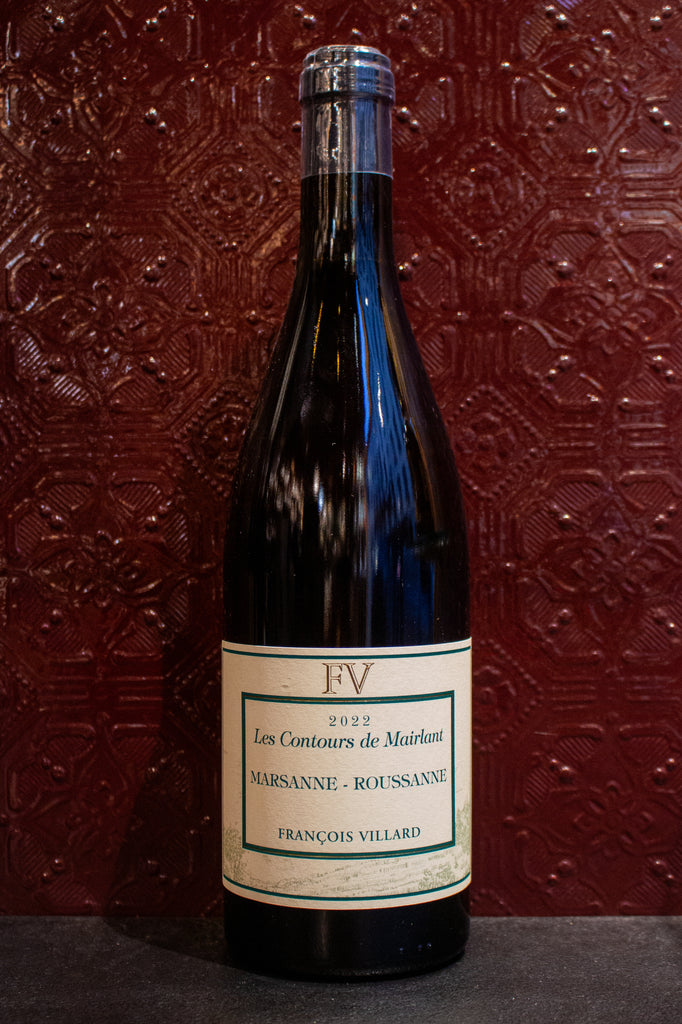 FV
2022
Les Contours de Mairlant
MARSANNE - ROUSSANNE
FRANÇOIS VILLARD